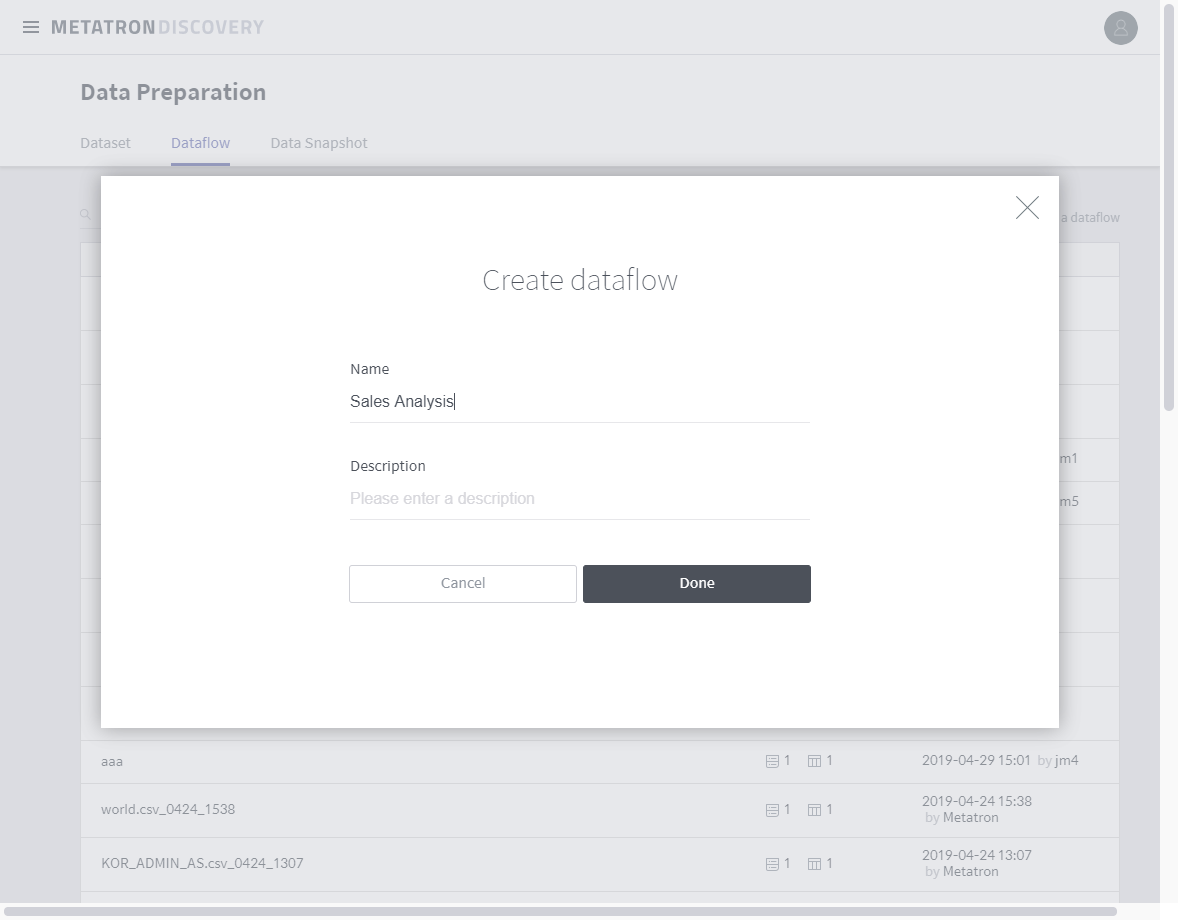 METATRON DISCOVERY
Data Preparation
Dataset Dataflow Data Snapshot
a dataflow
Create dataflow
Name
Sales Analysis
m1
Description
Please enter a description
m5
Cancel Done
aaa 1 1 2019-04-29 15:01 by jm4
world.csv_0424_1538 1 1 2019-04-24 15:38
by Metatron
KOR_ADMIN_AS.csv_0424_1307 1 1 2019-04-24 13:07
by Metatron